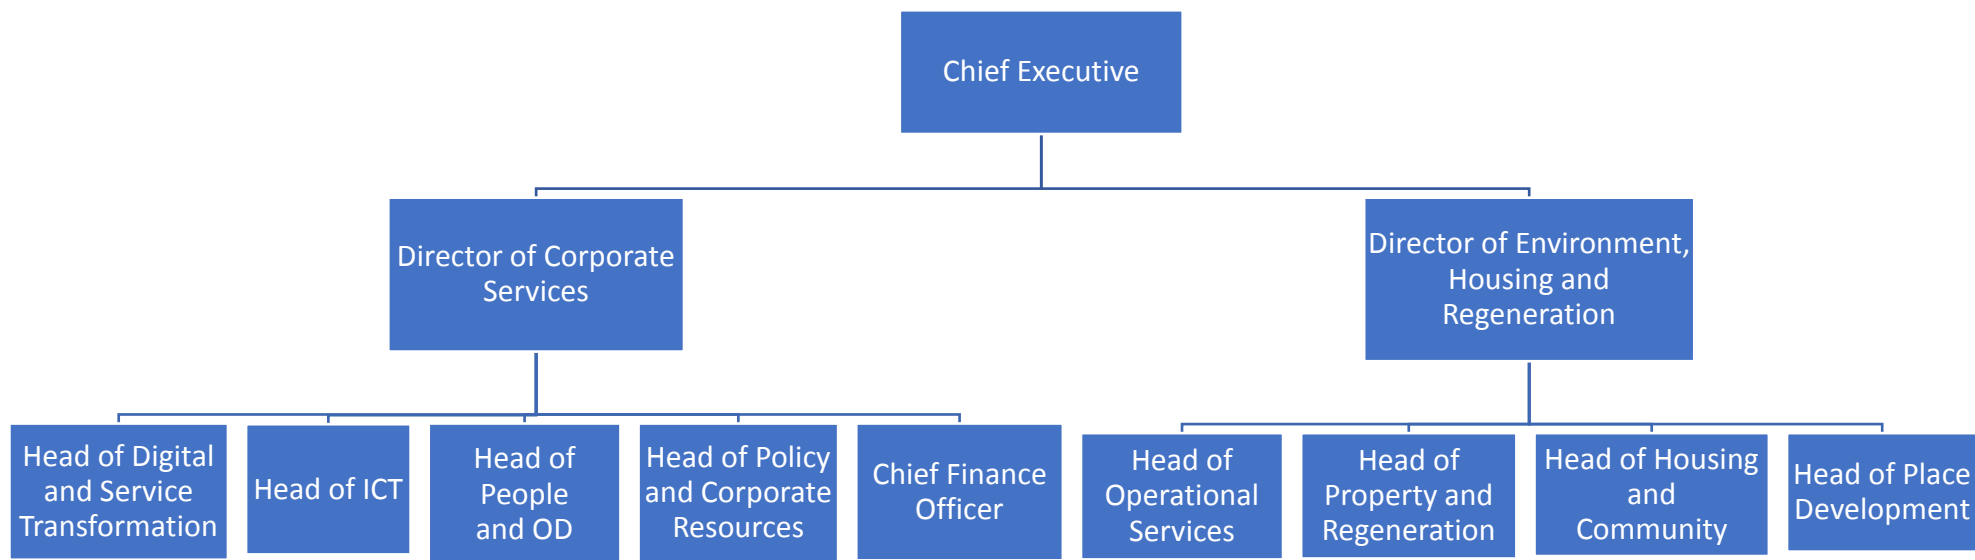 Chief Executive
Director of Corporate
Services
Director of Environment,
Housing and
Regeneration
Head of Digital
and Service
Transformation
Head of ICT
Head of
People
and OD
Head of Policy
and Corporate
Resources
Chief Finance
Officer
Head of
Operational
Services
Head of
Property and
Regeneration
Head of Housing
and
Community
Head of Place
Development